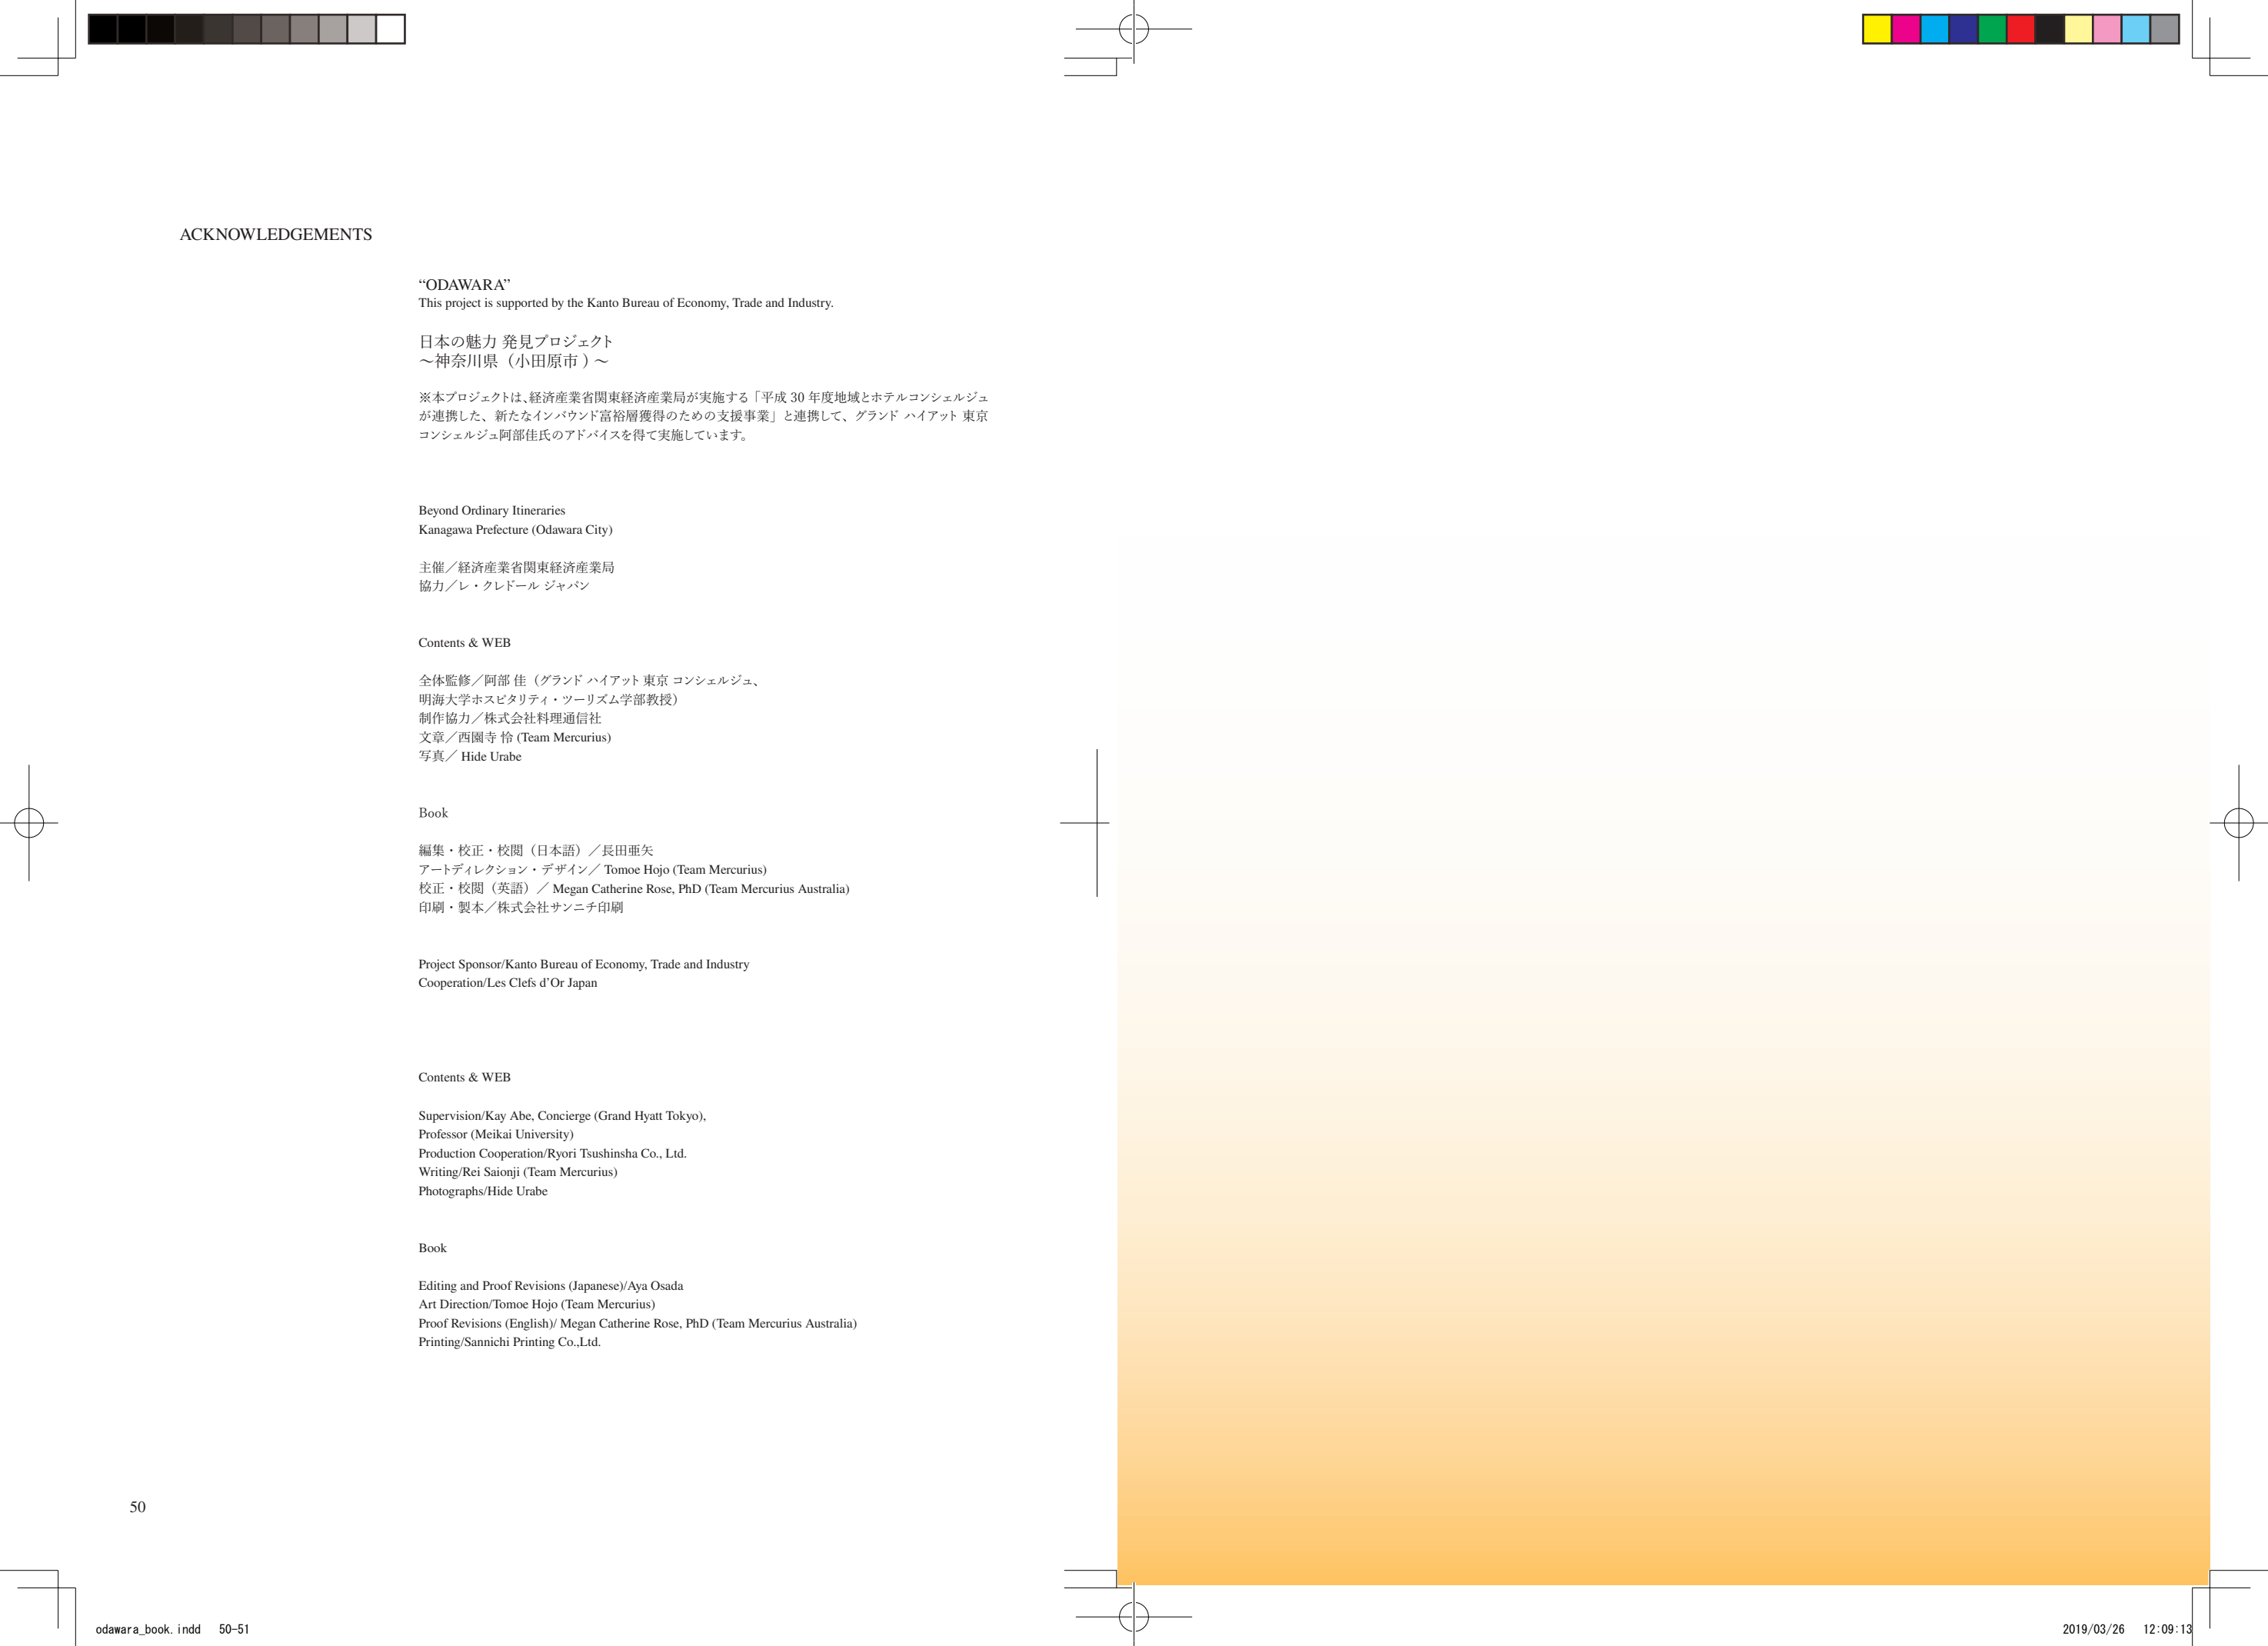 ACKNOWLEDGEMENTS
“ODAWARA”
This project is supported by the Kanto Bureau of Economy, Trade and Industry.
日本の魅力 発見プロジェクト
～神奈川県（小田原市 ) ～
※本プロジェクトは、経済産業省関東経済産業局が実施する「平成 30 年度地域とホテルコンシェルジュ
が連携した、新たなインバウンド富裕層獲得のための支援事業」と連携して、グランド ハイアット 東京
コンシェルジュ阿部佳氏のアドバイスを得て実施しています。
Beyond Ordinary Itineraries
Kanagawa Prefecture (Odawara City)
主催／経済産業省関東経済産業局
協力／レ・クレドール ジャパン
Contents & WEB
全体監修／阿部 佳（グランド ハイアット 東京 コンシェルジュ、
明海大学ホスピタリティ・ツーリズム学部教授）
制作協力／株式会社料理通信社
文章／西園寺 怜 (Team Mercurius)
写真／ Hide Urabe
Book
編集・校正・校閲（日本語）／長田亜矢
アートディレクション・デザイン／ Tomoe Hojo (Team Mercurius)
校正・校閲（英語）／ Megan Catherine Rose, PhD (Team Mercurius Australia)
印刷・製本／株式会社サンニチ印刷
Project Sponsor/Kanto Bureau of Economy, Trade and Industry
Cooperation/Les Clefs d’Or Japan
Contents & WEB
Supervision/Kay Abe, Concierge (Grand Hyatt Tokyo),
Professor (Meikai University)
Production Cooperation/Ryori Tsushinsha Co., Ltd.
Writing/Rei Saionji (Team Mercurius)
Photographs/Hide Urabe
Book
Editing and Proof Revisions (Japanese)/Aya Osada
Art Direction/Tomoe Hojo (Team Mercurius)
Proof Revisions (English)/ Megan Catherine Rose, PhD (Team Mercurius Australia)
Printing/Sannichi Printing Co.,Ltd.
50
odawara_book.indd 50-51
2019/03/26 12:09:13